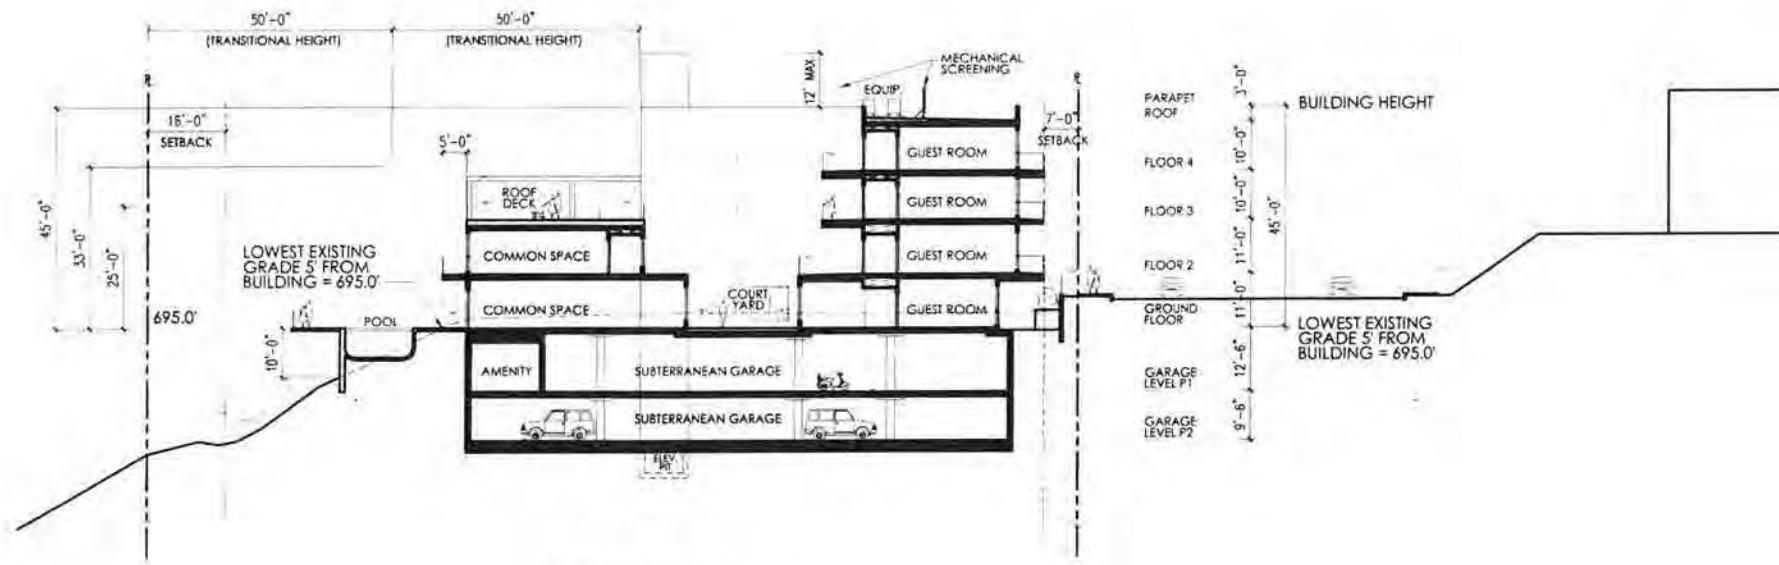 50'-0"
(TRANSITIONAL HEIGHT)
50'-0"
(TRANSITIONAL HEIGHT)
12' MAX.
MECHANICAL
SCREENING
EQUIP.
PARAPET
ROOF
3'-0"
BUILDING HEIGHT
SETBACK
5'-0"
7'-0"
SETBACK
GUEST ROOM
FLOOR 4
10'-0"
ROOF
DECK
GUEST ROOM
FLOOR 3
10'-0"
45'-0"
33'-0"
25'-0"
45'-0"
LOWEST EXISTING
GRADE 5' FROM
BUILDING = 695.0'
COMMON SPACE
GUEST ROOM
FLOOR 2
11'-0"
695.0'
POOL
COMMON SPACE
COURT
YARD
GUEST ROOM
GROUND
FLOOR
11'-0"
LOWEST EXISTING
GRADE 5' FROM
BUILDING = 695.0'
10'-0"
AMENITY
SUBTERRANEAN GARAGE
GARAGE
LEVEL P1
12'-6"
SUBTERRANEAN GARAGE
GARAGE
LEVEL P2
9'-6"
ELEV.
PIT